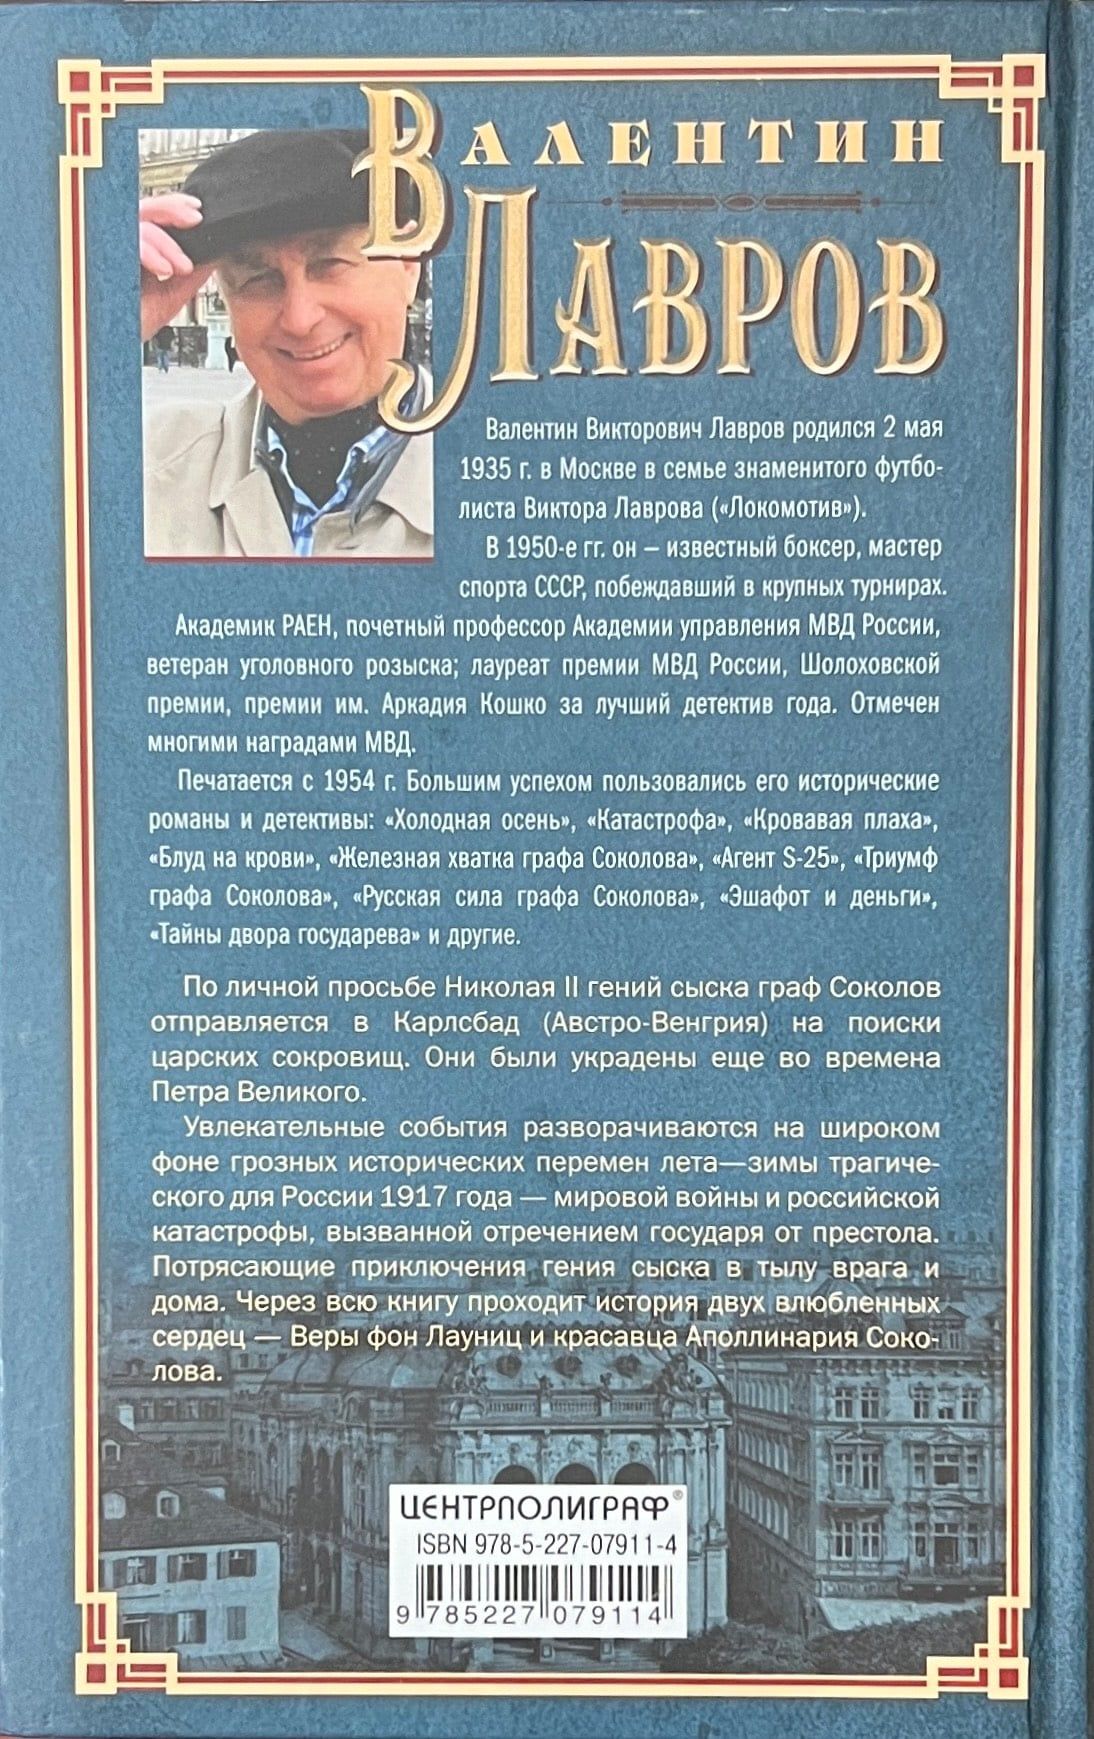 Валентин
Лавров
Валентин Викторович Лавров родился 2 мая
1935 г. в Москве в семье знаменитого футбо-
листа Виктора Лаврова («Локомотив»).
В 1950-е гг. он – известный боксер, мастер
спорта СССР, побеждавший в крупных турнирах.
Академик РАЕН, почетный профессор Академии управления МВД России,
ветеран уголовного розыска; лауреат премии МВД России, Шолоховской
премии, премии им. Аркадия Кошко за лучший детектив года. Отмечен
многими наградами МВД.
Печатается с 1954 г. Большим успехом пользовались его исторические
романы и детективы: «Холодная осень», «Катастрофа», «Кровавая плаха»,
«Блуд на крови», «Железная хватка графа Соколова», «Агент S-25», «Триумф
графа Соколова», «Русская сила графа Соколова», «Эшафот и деньги»,
«Тайны двора государева» и другие.
По личной просьбе Николая II гений сыска граф Соколов
отправляется в Карлсбад (Австро-Венгрия) на поиски
царских сокровищ. Они были украдены еще во времена
Петра Великого.
Увлекательные события разворачиваются на широком
фоне грозных исторических перемен лета—зимы трагиче-
ского для России 1917 года — мировой войны и российской
катастрофы, вызванной отречением государя от престола.
Потрясающие приключения гения сыска в тылу врага и
дома. Через всю книгу проходит история двух влюбленных
сердец — Веры фон Лауниц и красавца Аполлинария Соко-
лова.
ЦЕНТРПОЛИГРАФ®
ISBN 978-5-227-07911-4
9 785227 079114